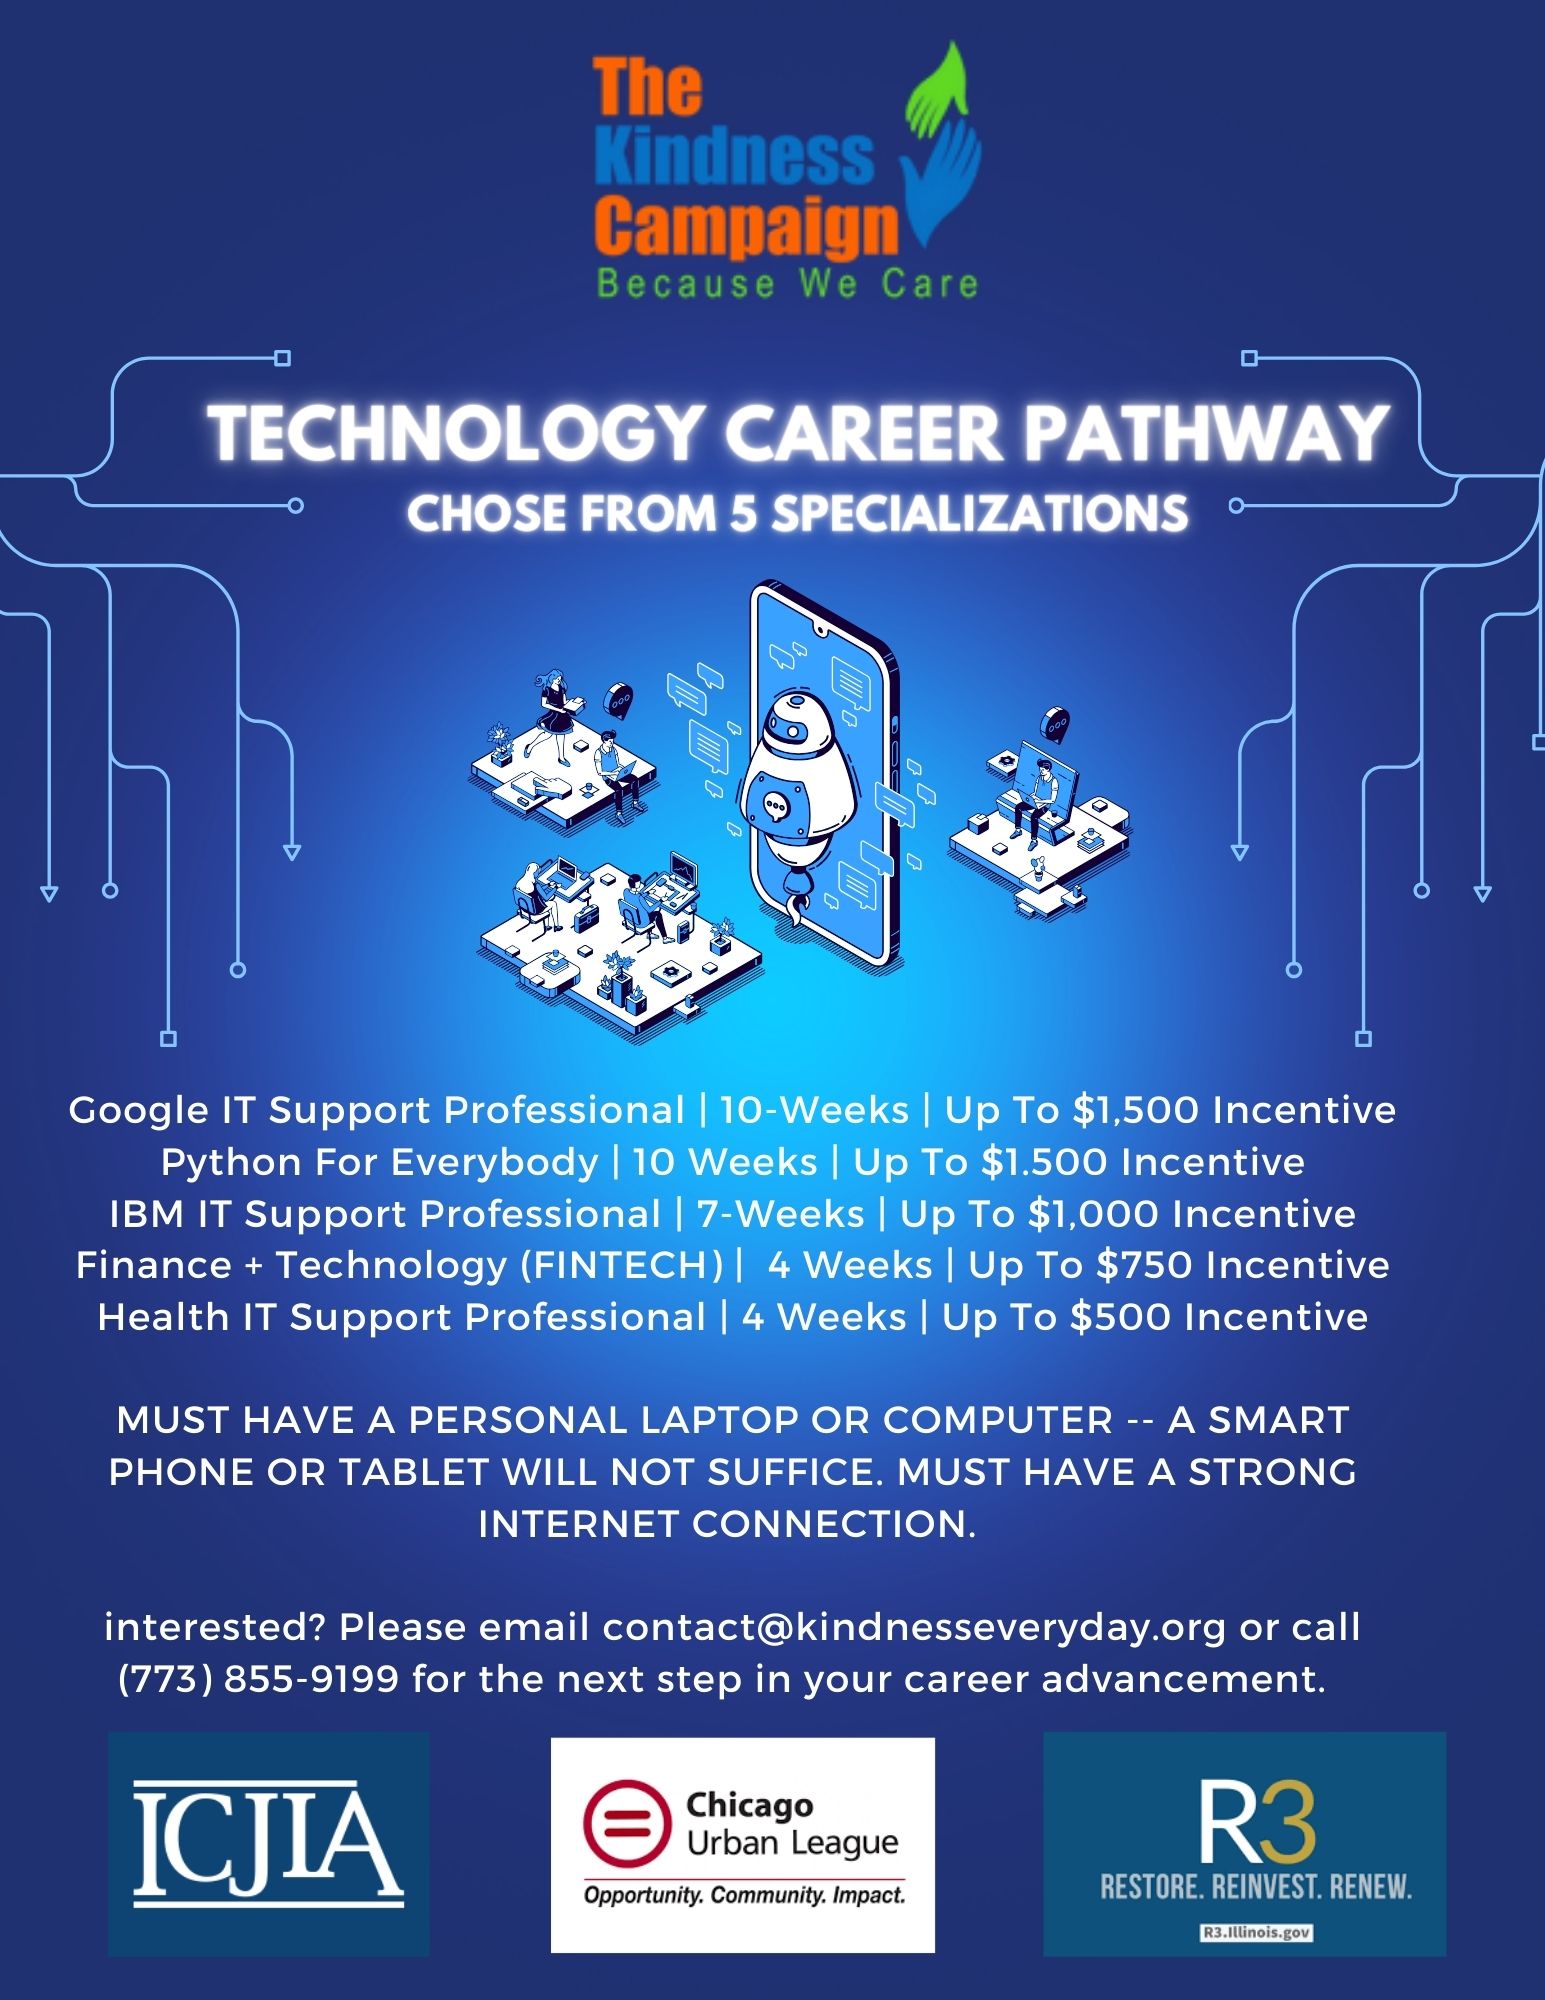 The
Kindness
Campaign
Because We Care
TECHNOLOGY CAREER PATHWAY
CHOSE FROM 5 SPECIALIZATIONS
Google IT Support Professional | 10-Weeks | Up To $1,500 Incentive
Python For Everybody | 10 Weeks | Up To $1.500 Incentive
IBM IT Support Professional | 7-Weeks | Up To $1,000 Incentive
Finance + Technology (FINTECH) | 4 Weeks | Up To $750 Incentive
Health IT Support Professional | 4 Weeks | Up To $500 Incentive
MUST HAVE A PERSONAL LAPTOP OR COMPUTER -- A SMART
PHONE OR TABLET WILL NOT SUFFICE. MUST HAVE A STRONG
INTERNET CONNECTION.
interested? Please email contact@kindnesseveryday.org or call
(773) 855-9199 for the next step in your career advancement.
ICJIA
Chicago
Urban League
Opportunity. Community. Impact.
R3
RESTORE. REINVEST. RENEW.
R3.Illinois.gov